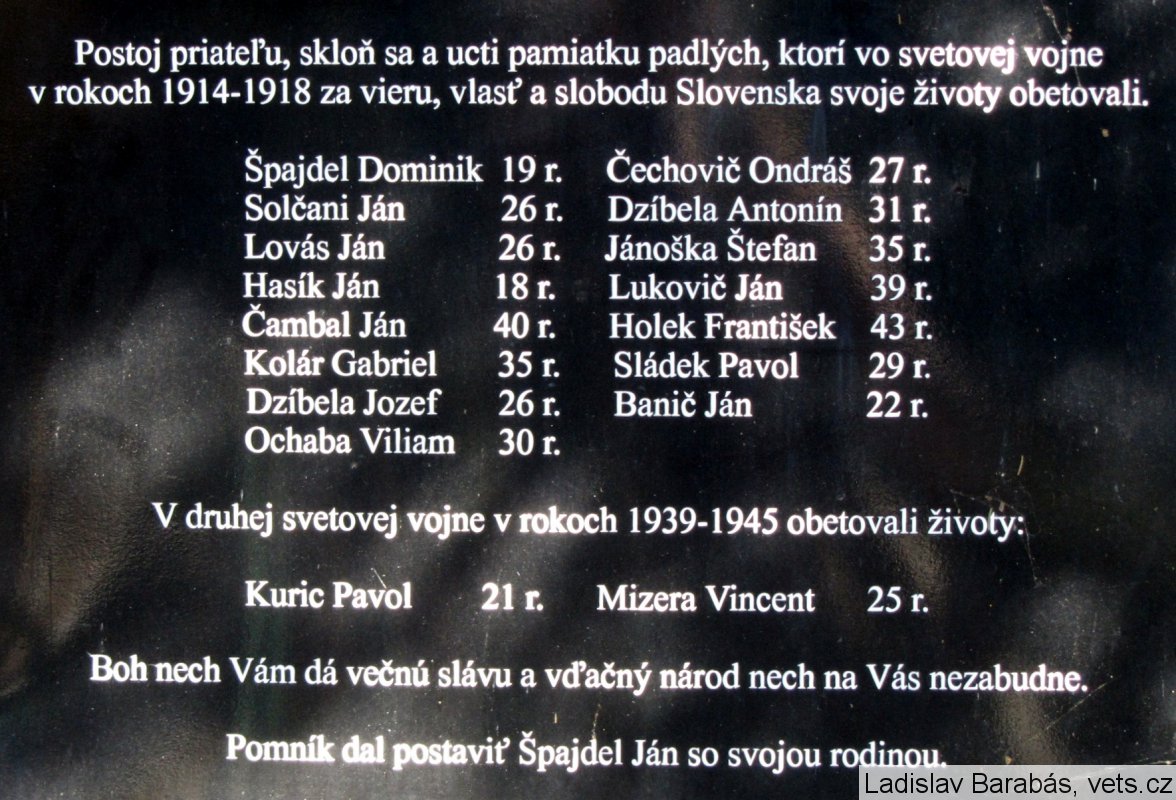 Postoj priateľu, skloň sa a ucti pamiatku padlých, ktorí vo svetovej vojne
v rokoch 1914-1918 za vieru, vlasť a slobodu Slovenska svoje životy obetovali.
Špajdel Dominik 19 r. Čechovič Ondráš 27 r.
Solčani Ján 26 r. Dzíbela Antonín 31 r.
Lovás Ján 26 r. Jánoška Štefan 35 r.
Hasík Ján 18 r. Lukovič Ján 39 r.
Čambal Ján 40 r. Holek František 43 r.
Kolár Gabriel 35 r. Sládek Pavol 29 r.
Dzíbela Jozef 26 r. Banič Ján 22 r.
Ochaba Viliam 30 r.
V druhej svetovej vojne v rokoch 1939-1945 obetovali životy:
Kuric Pavol 21 r. Mizera Vincent 25 r.
Boh nech Vám dá večnú slávu a vďačný národ nech na Vás nezabudne.
Pomník dal postaviť Špajdel Ján so svojou rodinou.
Ladislav Barabás, vets.cz